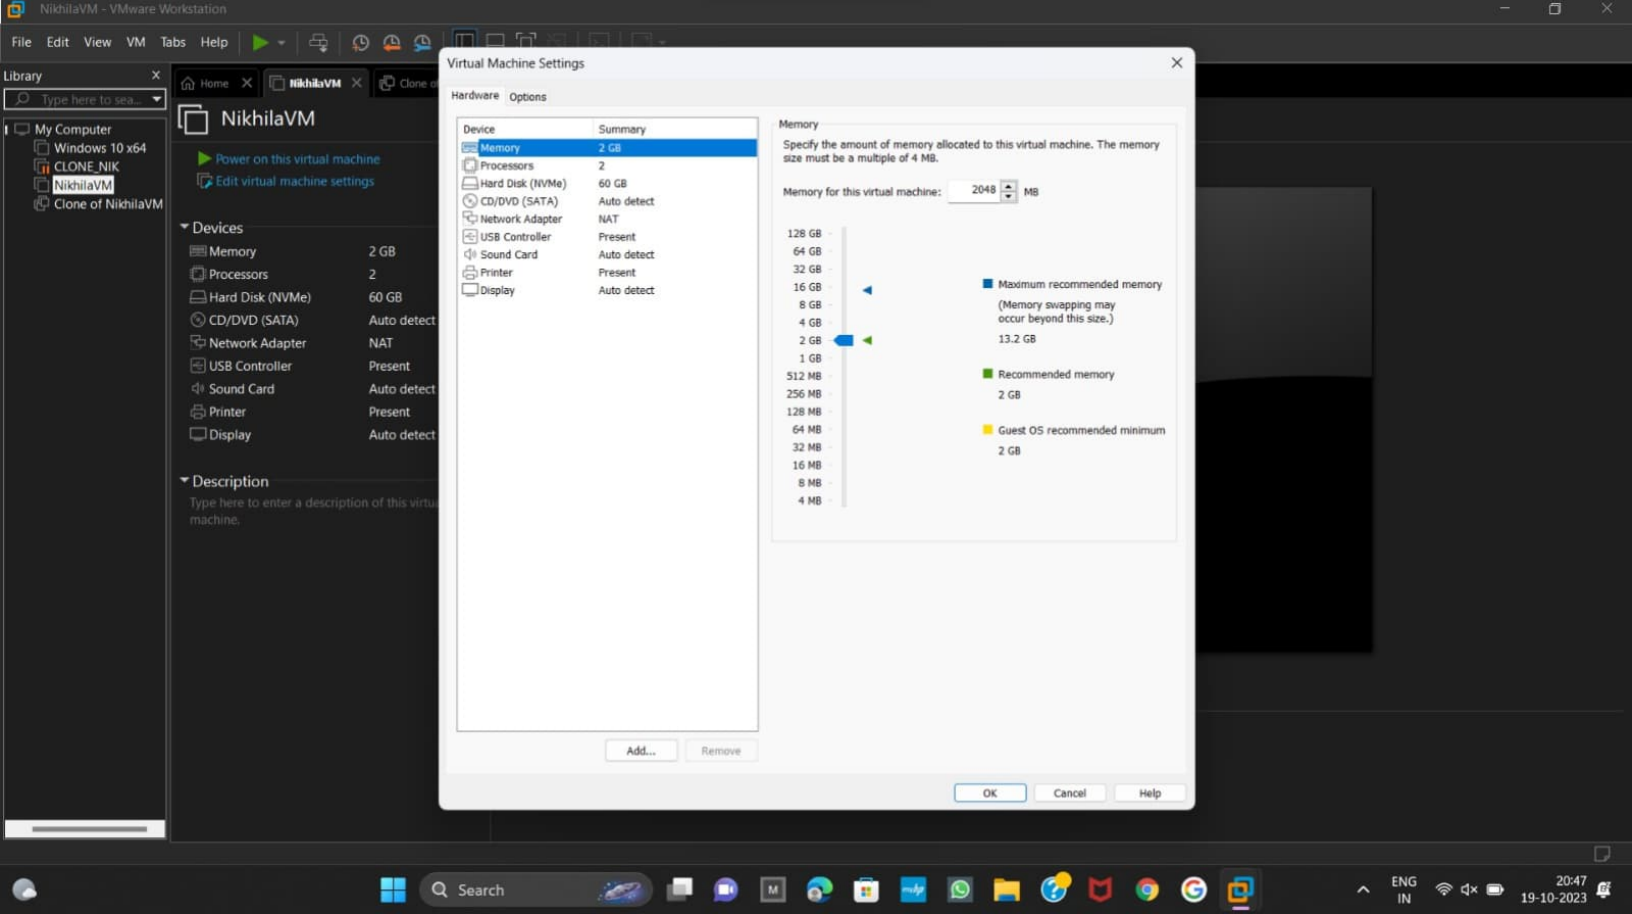 NikhilaVM - VMware Workstation
File Edit View VM Tabs Help
Library
Type here to sea...
My Computer
Windows 10 x64
CLONE_NIK
NikhilaVM
Clone of NikhilaVM
Home NikhilaVM Clone o
NikhilaVM
Power on this virtual machine
Edit virtual machine settings
Devices
Memory 2 GB
Processors 2
Hard Disk (NVMe) 60 GB
CD/DVD (SATA) Auto detect
Network Adapter NAT
USB Controller Present
Sound Card Auto detect
Printer Present
Display Auto detect
Description
Type here to enter a description of this virtu
machine.
Virtual Machine Settings
Hardware Options
Device Summary
Memory 2 GB
Processors 2
Hard Disk (NVMe) 60 GB
CD/DVD (SATA) Auto detect
Network Adapter NAT
USB Controller Present
Sound Card Auto detect
Printer Present
Display Auto detect
Add... Remove
Memory
Specify the amount of memory allocated to this virtual machine. The memory
size must be a multiple of 4 MB.
Memory for this virtual machine: 2048 MB
128 GB
64 GB
32 GB
16 GB
8 GB
4 GB
2 GB
1 GB
512 MB
256 MB
128 MB
64 MB
32 MB
16 MB
8 MB
4 MB
Maximum recommended memory
(Memory swapping may
occur beyond this size.)
13.2 GB
Recommended memory
2 GB
Guest OS recommended minimum
2 GB
OK Cancel Help
Search
M
ENG
IN
20:47
19-10-2023